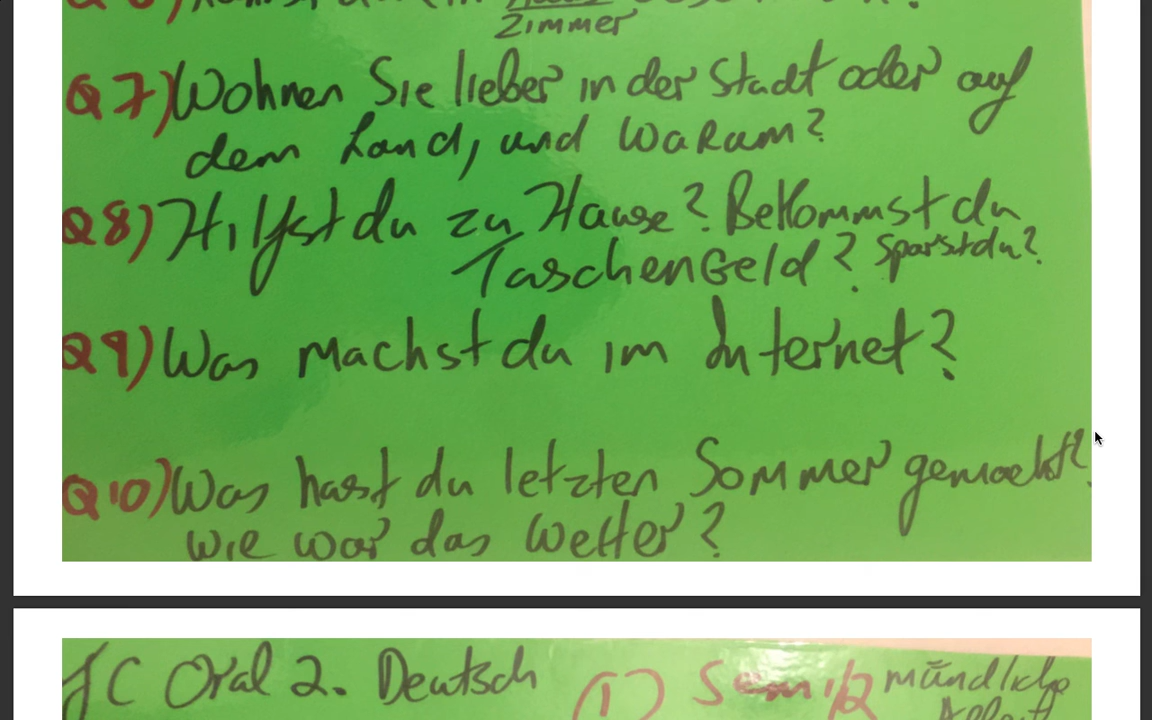 Zimmer
Q7) Wohnen Sie lieber in der Stadt oder auf
dem Land, und warum?
Q8) Hilfst du zu Hause? Bekommst du
Taschengeld? Sparst du?
Q9) Was machst du im Internet?
Q10) Was hast du letzten Sommer gemacht?
Wie war das Wetter?
JC Oral 2. Deutsch (1) mündliche